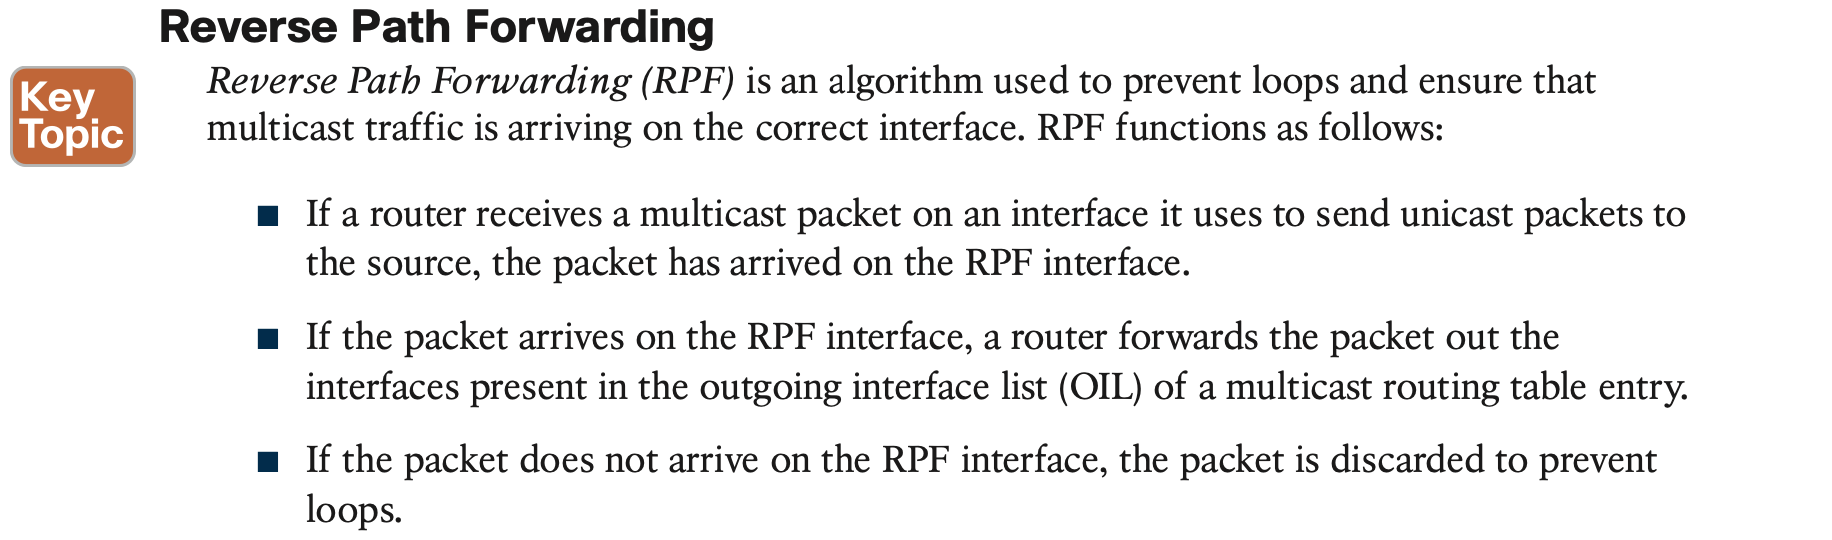 Reverse Path Forwarding
Key
Topic
Reverse Path Forwarding (RPF) is an algorithm used to prevent loops and ensure that
multicast traffic is arriving on the correct interface. RPF functions as follows:
■ If a router receives a multicast packet on an interface it uses to send unicast packets to
the source, the packet has arrived on the RPF interface.
■ If the packet arrives on the RPF interface, a router forwards the packet out the
interfaces present in the outgoing interface list (OIL) of a multicast routing table entry.
■ If the packet does not arrive on the RPF interface, the packet is discarded to prevent
loops.